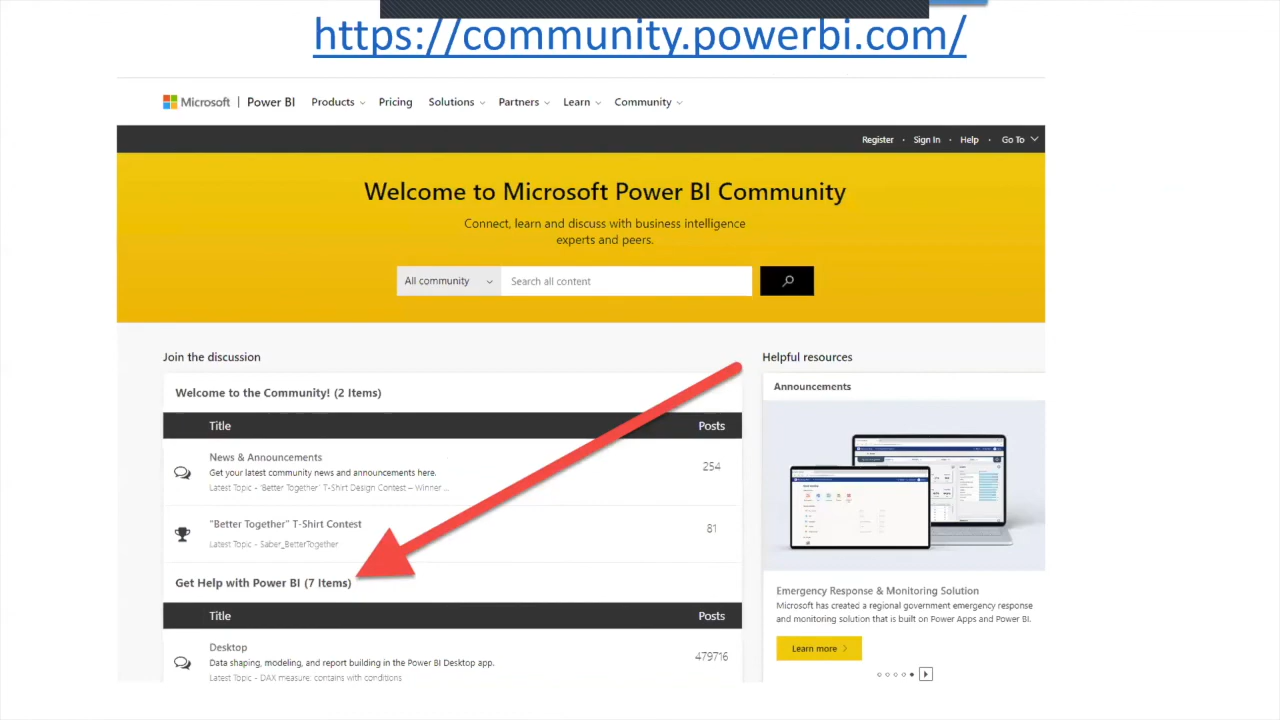 https://community.powerbi.com/
Microsoft | Power BI Products Pricing Solutions Partners Learn Community
Register · Sign In · Help · Go To
Welcome to Microsoft Power BI Community
Connect, learn and discuss with business intelligence
experts and peers.
All community Search all content
Join the discussion
Welcome to the Community! (2 Items)
Title Posts
News & Announcements
Get your latest community news and announcements here.
254
Latest Topic - 'Better Together' T-Shirt Design Contest – Winner ...
"Better Together" T-Shirt Contest
81
Latest Topic - Saber_BetterTogether
Get Help with Power BI (7 Items)
Title Posts
Desktop
Data shaping, modeling, and report building in the Power BI Desktop app.
479716
Latest Topic - DAX measure: contains with conditions
Helpful resources
Announcements
Emergency Response & Monitoring Solution
Microsoft has created a regional government emergency response
and monitoring solution that is built on Power Apps and Power BI.
Learn more